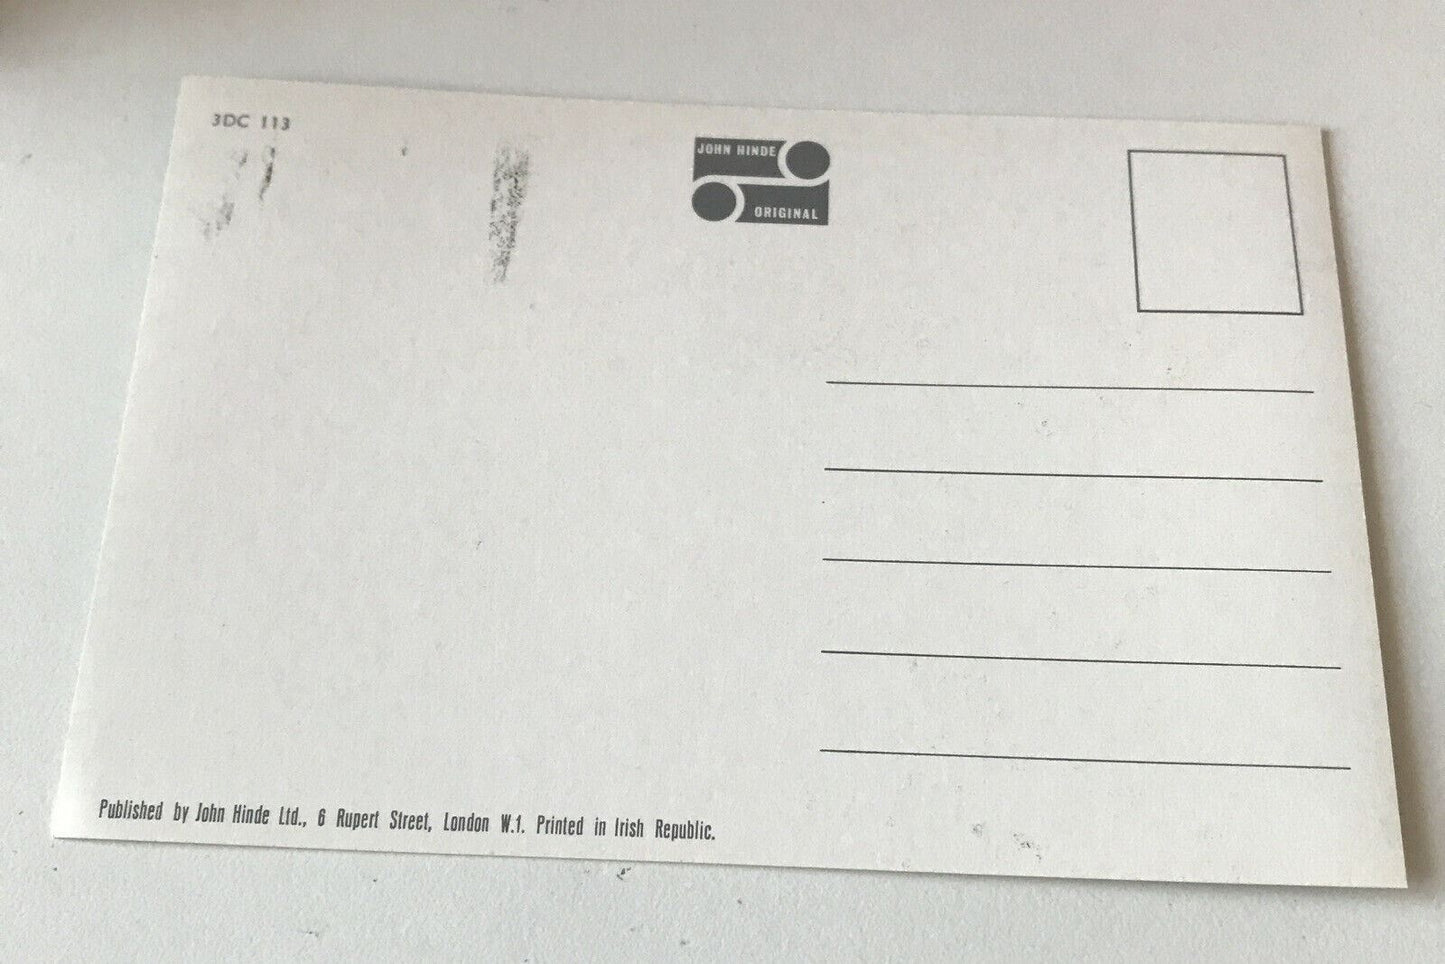 3DC 113
JOHN HINDE
ORIGINAL
Published by John Hinde Ltd., 6 Rupert Street, London W.1. Printed in Irish Republic.